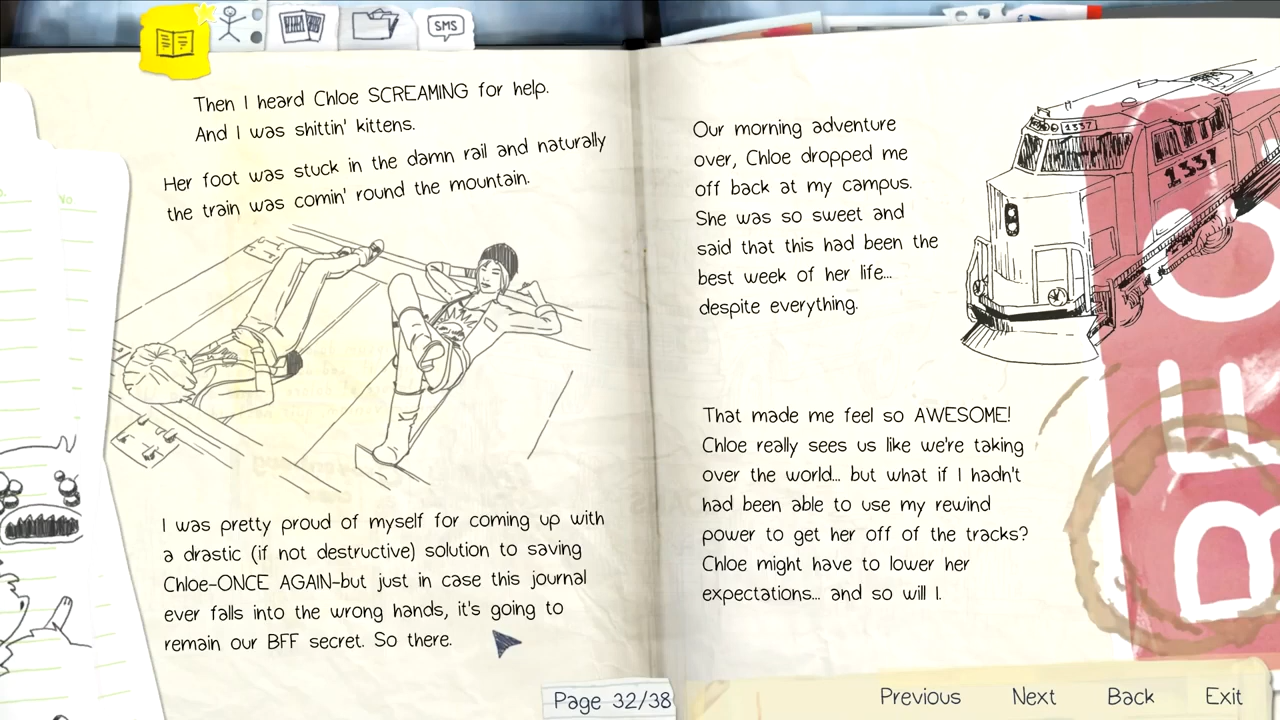 SMS
Then I heard Chloe SCREAMING for help.
And I was shittin' kittens.
Her foot was stuck in the damn rail and naturally
the train was comin' round the mountain.
I was pretty proud of myself for coming up with
a drastic (if not destructive) solution to saving
Chloe-ONCE AGAIN-but just in case this journal
ever falls into the wrong hands, it's going to
remain our BFF secret. So there.
Our morning adventure
over, Chloe dropped me
off back at my campus.
She was so sweet and
said that this had been the
best week of her life...
despite everything.
1337
1337
That made me feel so AWESOME!
Chloe really sees us like we're taking
over the world... but what if I hadn't
had been able to use my rewind
power to get her off of the tracks?
Chloe might have to lower her
expectations... and so will I.
Page 32/38
Previous
Next
Back
Exit